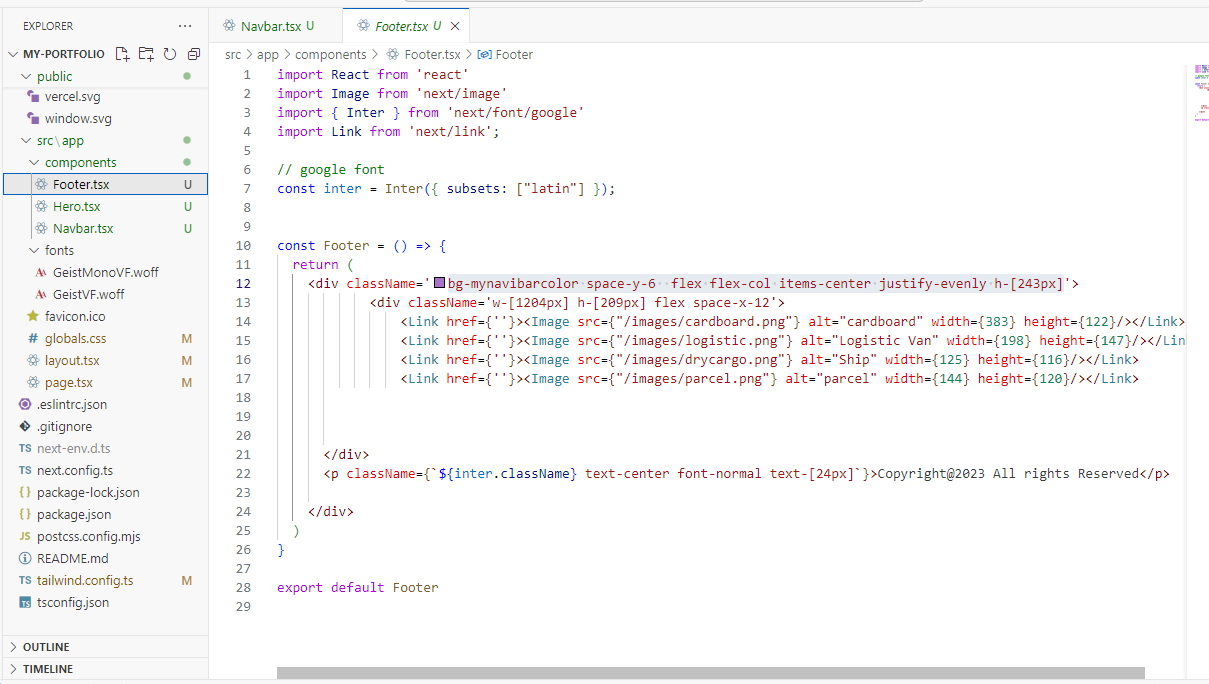 EXPLORER ...
MY-PORTFOLIO
public
vercel.svg
window.svg
src\app
components
Footer.tsx U
Hero.tsx U
Navbar.tsx U
fonts
GeistMonoVF.woff
GeistVF.woff
favicon.ico
# globals.css M
layout.tsx M
page.tsx M
.eslintrc.json
.gitignore
TS next-env.d.ts
TS next.config.ts
{} package-lock.json
{} package.json
JS postcss.config.mjs
README.md
TS tailwind.config.ts M
TS tsconfig.json
OUTLINE
TIMELINE
Navbar.tsx U
Footer.tsx U
src > app > components > Footer.tsx > Footer
1 import React from 'react'
2 import Image from 'next/image'
3 import { Inter } from 'next/font/google'
4 import Link from 'next/link';
5
6 // google font
7 const inter = Inter({ subsets: ["latin"] });
8
9
10 const Footer = () => {
11 return (
12 <div className='bg-mynavibarcolor space-y-6  flex flex-col items-center justify-evenly h-[243px]'>
13 <div className='w-[1204px] h-[209px] flex space-x-12'>
14 <Link href={''}><Image src={"/images/cardboard.png"} alt="cardboard" width={383} height={122}/></Link>
15 <Link href={''}><Image src={"/images/logistic.png"} alt="Logistic Van" width={198} height={147}/></Lin
16 <Link href={''}><Image src={"/images/drycargo.png"} alt="Ship" width={125} height={116}/></Link>
17 <Link href={''}><Image src={"/images/parcel.png"} alt="parcel" width={144} height={120}/></Link>
18
19
20
21 </div>
22 <p className={`${inter.className} text-center font-normal text-[24px]`}>Copyright@2023 All rights Reserved</p>
23
24 </div>
25 )
26 }
27
28 export default Footer
29